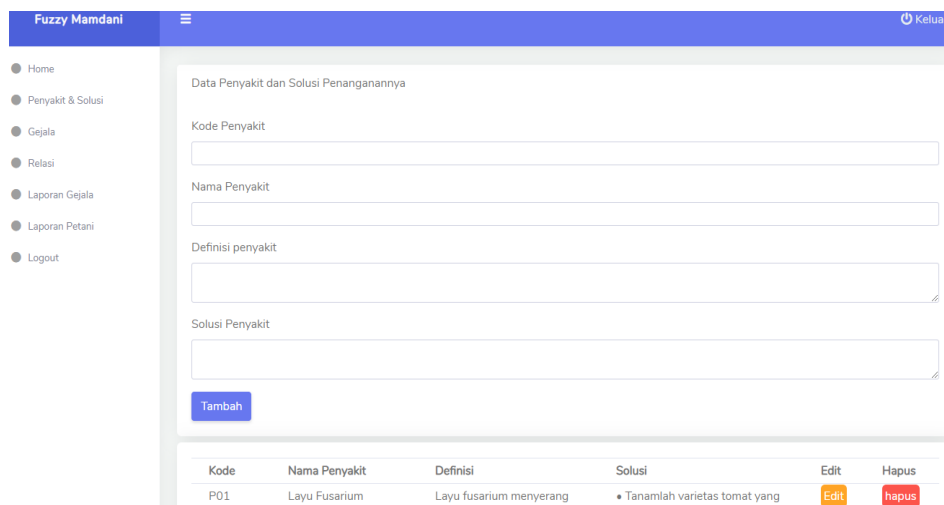 Fuzzy Mamdani
Home
Penyakit & Solusi
Gejala
Relasi
Laporan Gejala
Laporan Petani
Logout
Data Penyakit dan Solusi Penanganannya
Kode Penyakit
Nama Penyakit
Definisi penyakit
Solusi Penyakit
Tambah
Kode Nama Penyakit Definisi Solusi Edit Hapus
P01 Layu Fusarium Layu fusarium menyerang • Tanamlah varietas tomat yang Edit hapus